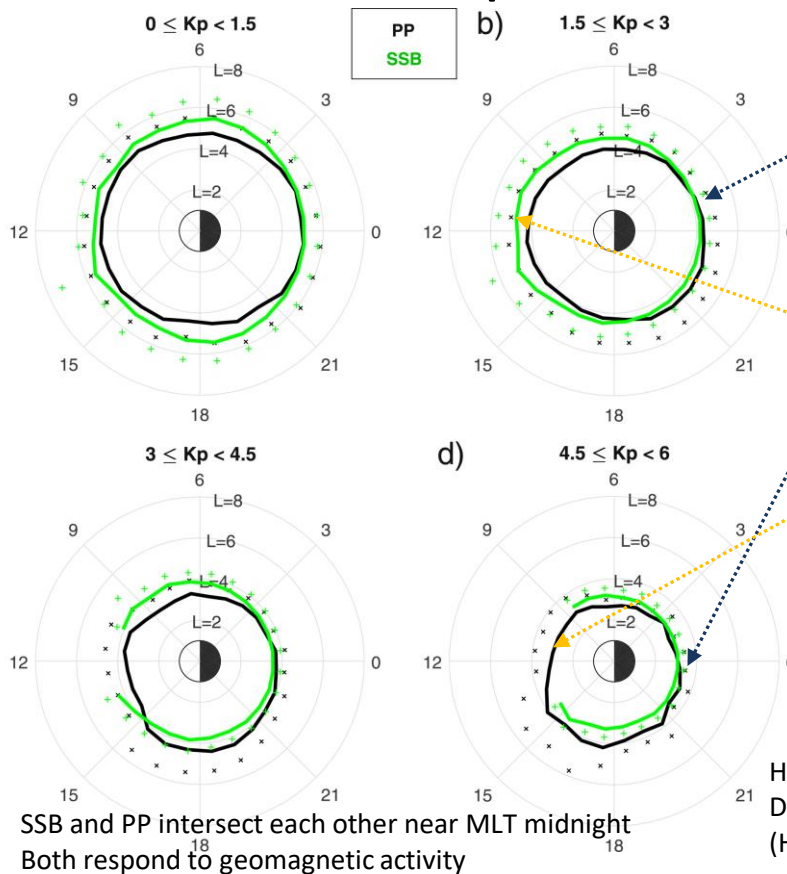 0 ≤ Kp < 1.5
PP
SSB
b)
1.5 ≤ Kp < 3
6
L=8
9
3
L=6
L=4
L=2
12
0
15
21
18
6
L=8
9
3
L=6
L=4
L=2
12
15
21
18
3 ≤ Kp < 4.5
d)
4.5 ≤ Kp < 6
6
L=8
9
3
L=6
L=4
L=2
12
0
15
21
18
6
L=8
9
3
L=6
L=4
L=2
12
0
15
21
18
SSB and PP intersect each other near MLT midnight
Both respond to geomagnetic activity
H
D
(H